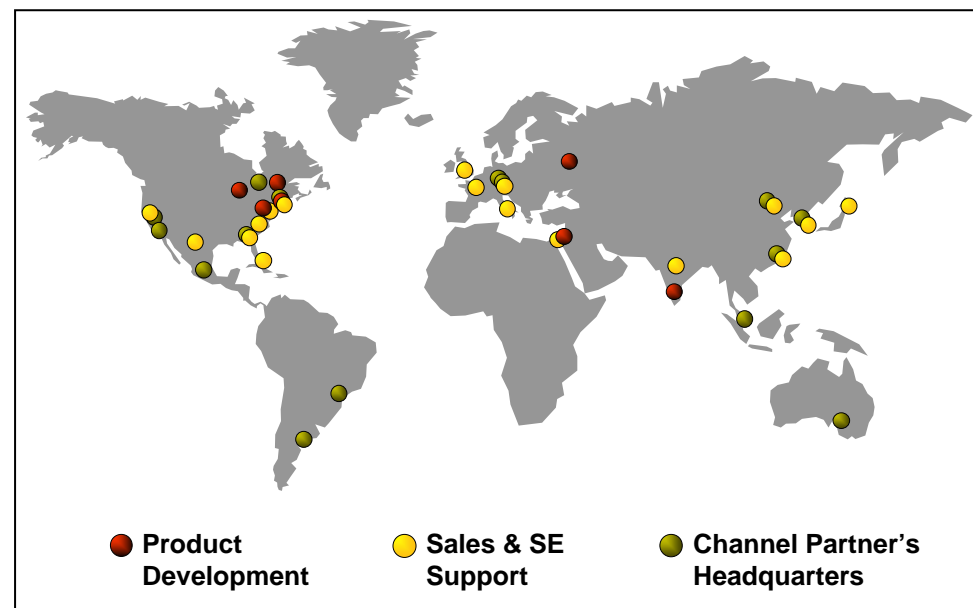 Product
Development
Sales & SE
Support
Channel Partner’s
Headquarters